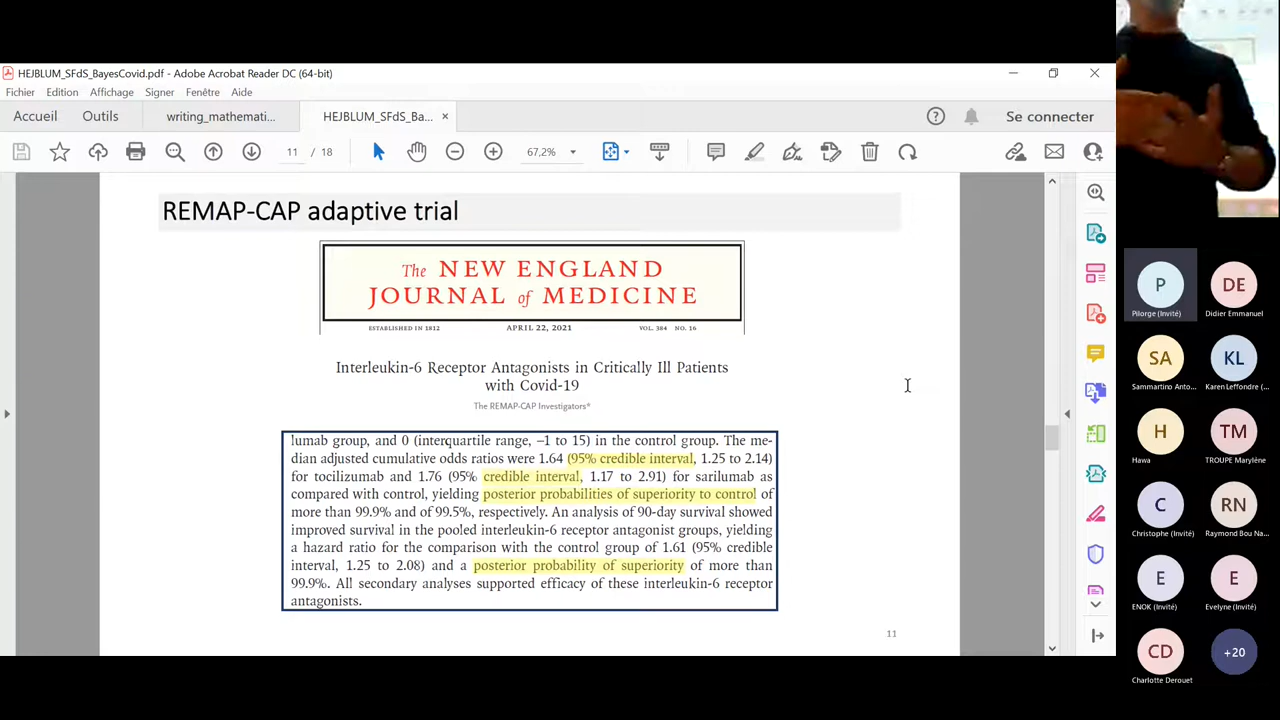 HEJBLUM_SFdS_BayesCovid.pdf - Adobe Acrobat Reader DC (64-bit)
Fichier Edition Affichage Signer Fenêtre Aide
Accueil Outils writing_mathemati... HEJBLUM_SFdS_Ba... × Se connecter
11 / 18 67,2%
REMAP-CAP adaptive trial
The NEW ENGLAND
JOURNAL of MEDICINE
ESTABLISHED IN 1812 APRIL 22, 2021 VOL. 384 NO. 16
Interleukin-6 Receptor Antagonists in Critically Ill Patients
with Covid-19
The REMAP-CAP Investigators*
lumab group, and 0 (interquartile range, −1 to 15) in the control group. The me-
dian adjusted cumulative odds ratios were 1.64 (95% credible interval, 1.25 to 2.14)
for tocilizumab and 1.76 (95% credible interval, 1.17 to 2.91) for sarilumab as
compared with control, yielding posterior probabilities of superiority to control of
more than 99.9% and of 99.5%, respectively. An analysis of 90-day survival showed
improved survival in the pooled interleukin-6 receptor antagonist groups, yielding
a hazard ratio for the comparison with the control group of 1.61 (95% credible
interval, 1.25 to 2.08) and a posterior probability of superiority of more than
99.9%. All secondary analyses supported efficacy of these interleukin-6 receptor
antagonists.
11
P DE
Pilorge (Invité) Didier Emmanuel
SA KL
Sammartino Anto... Karen Leffondre (...
H TM
Hawa TROUPE Marylène
C RN
Christophe (Invité) Raymond Bou Na...
E E
ENOK (Invité) Evelyne (Invité)
CD +20
Charlotte Derouet